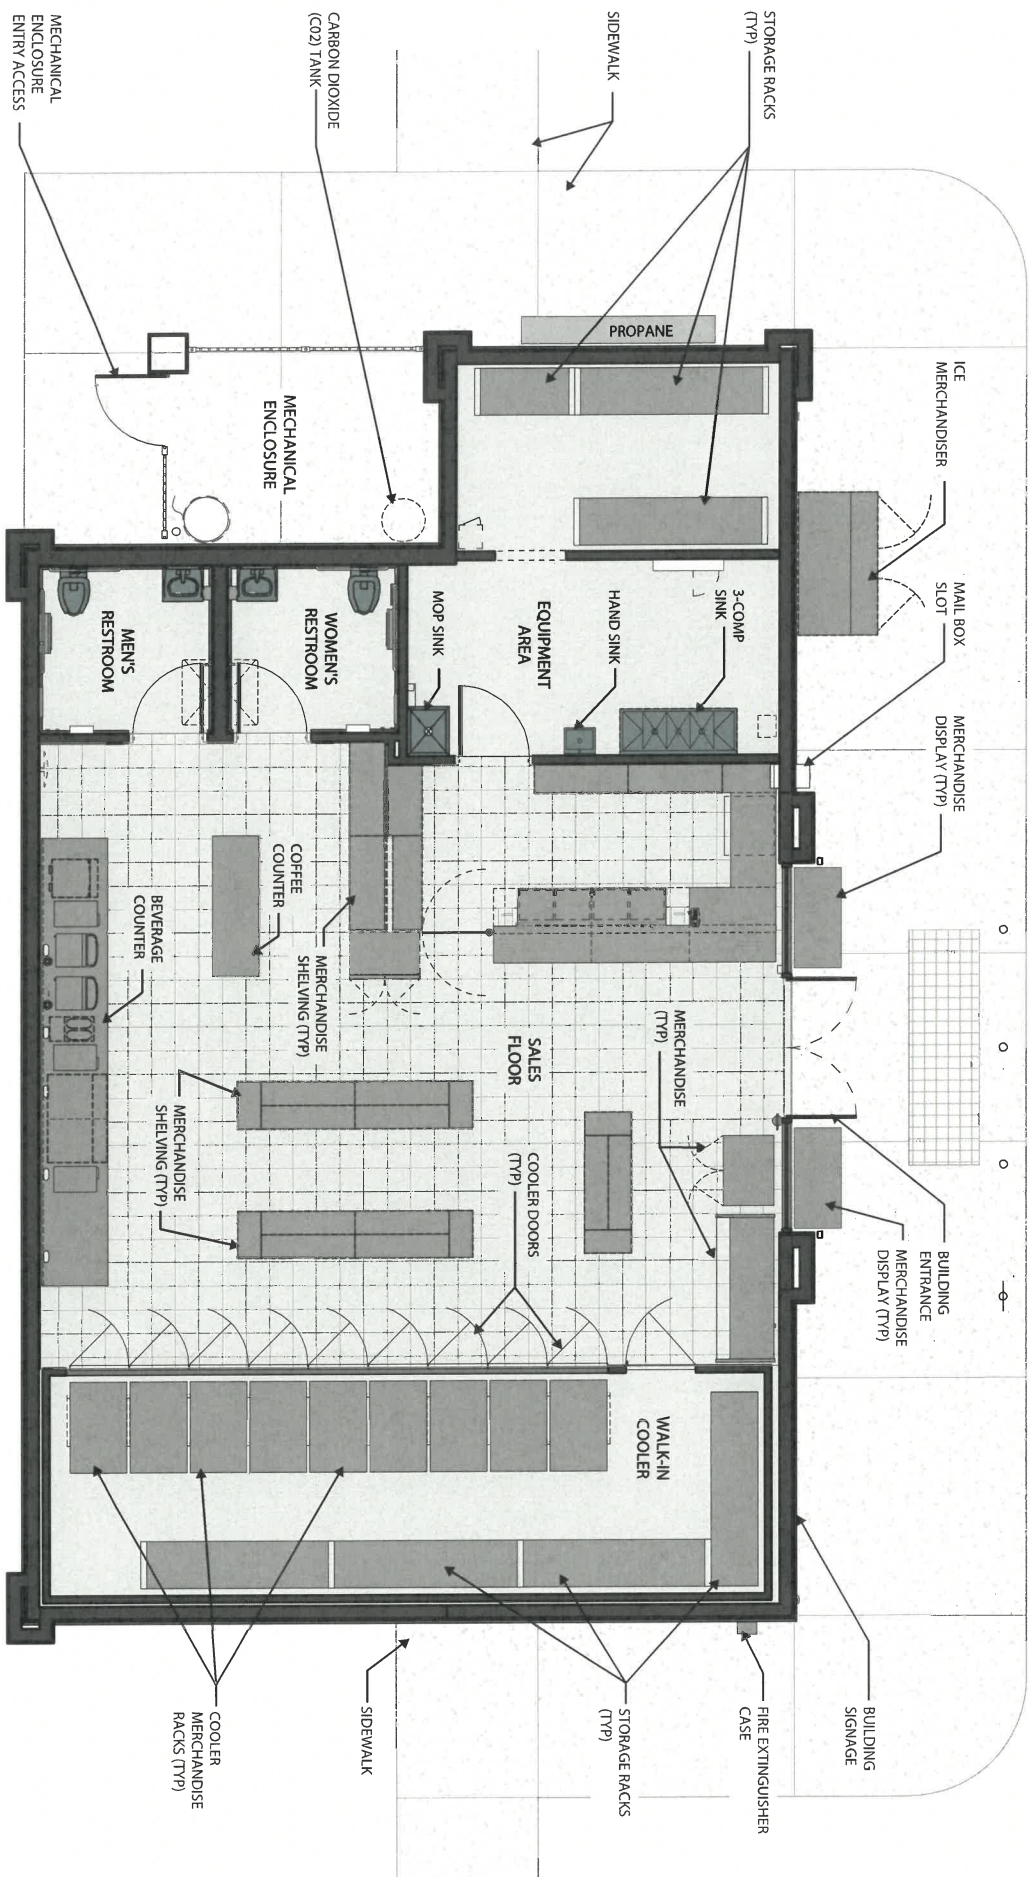 MECHANICAL
ENCLOSURE
ENTRY ACCESS
CARBON DIOXIDE
(C02) TANK
SIDEWALK
STORAGE RACKS
(TYP)
PROPANE
MECHANICAL
ENCLOSURE
ICE
MERCHANDISER
MAIL BOX
SLOT
MERCHANDISE
DISPLAY (TYP)
MEN'S
RESTROOM
WOMEN'S
RESTROOM
MOP SINK
EQUIPMENT
AREA
HAND SINK
3-COMP
SINK
BEVERAGE
COUNTER
COFFEE
COUNTER
MERCHANDISE
SHELVING (TYP)
SALES
FLOOR
MERCHANDISE
(TYP)
MERCHANDISE
SHELVING (TYP)
COOLER DOORS
(TYP)
BUILDING
ENTRANCE
MERCHANDISE
DISPLAY (TYP)
WALK-IN
COOLER
COOLER
MERCHANDISE
RACKS (TYP)
SIDEWALK
STORAGE RACKS
(TYP)
FIRE EXTINGUISHER
CASE
BUILDING
SIGNAGE